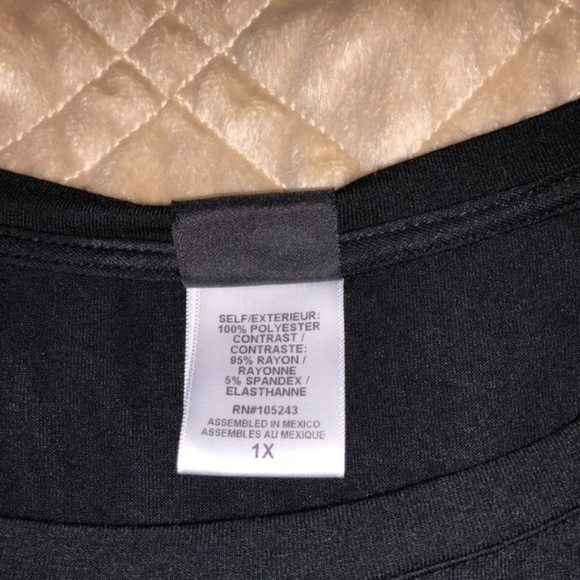 SELF/EXTERIEUR:
100% POLYESTER
CONTRAST /
CONTRASTE:
95% RAYON /
RAYONNE
5% SPANDEX /
ELASTHANNE
RN#105243
ASSEMBLED IN MEXICO
ASSEMBLES AU MEXIQUE
1X